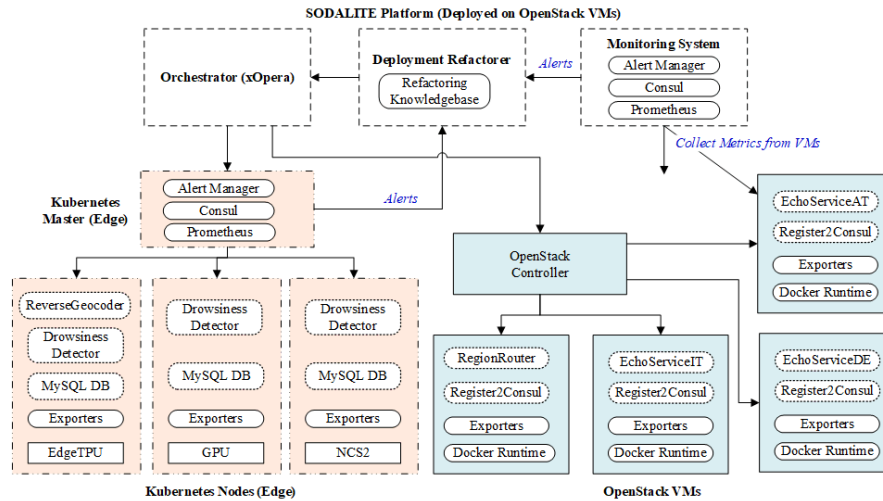 SODALITE Platform (Deployed on OpenStack VMs)
Orchestrator (xOpera)
Deployment Refactorer
Refactoring
Knowledgebase
Alerts
Monitoring System
Alert Manager
Consul
Prometheus
Collect Metrics from VMs
Kubernetes
Master (Edge)
Alert Manager
Consul
Prometheus
Alerts
OpenStack
Controller
EchoServiceAT
Register2Consul
Exporters
Docker Runtime
ReverseGeocoder
Drowsiness
Detector
MySQL DB
Exporters
EdgeTPU
Drowsiness
Detector
MySQL DB
Exporters
GPU
Drowsiness
Detector
MySQL DB
Exporters
NCS2
RegionRouter
Register2Consul
Exporters
Docker Runtime
EchoServiceIT
Register2Consul
Exporters
Docker Runtime
EchoServiceDE
Register2Consul
Exporters
Docker Runtime
Kubernetes Nodes (Edge)
OpenStack VMs